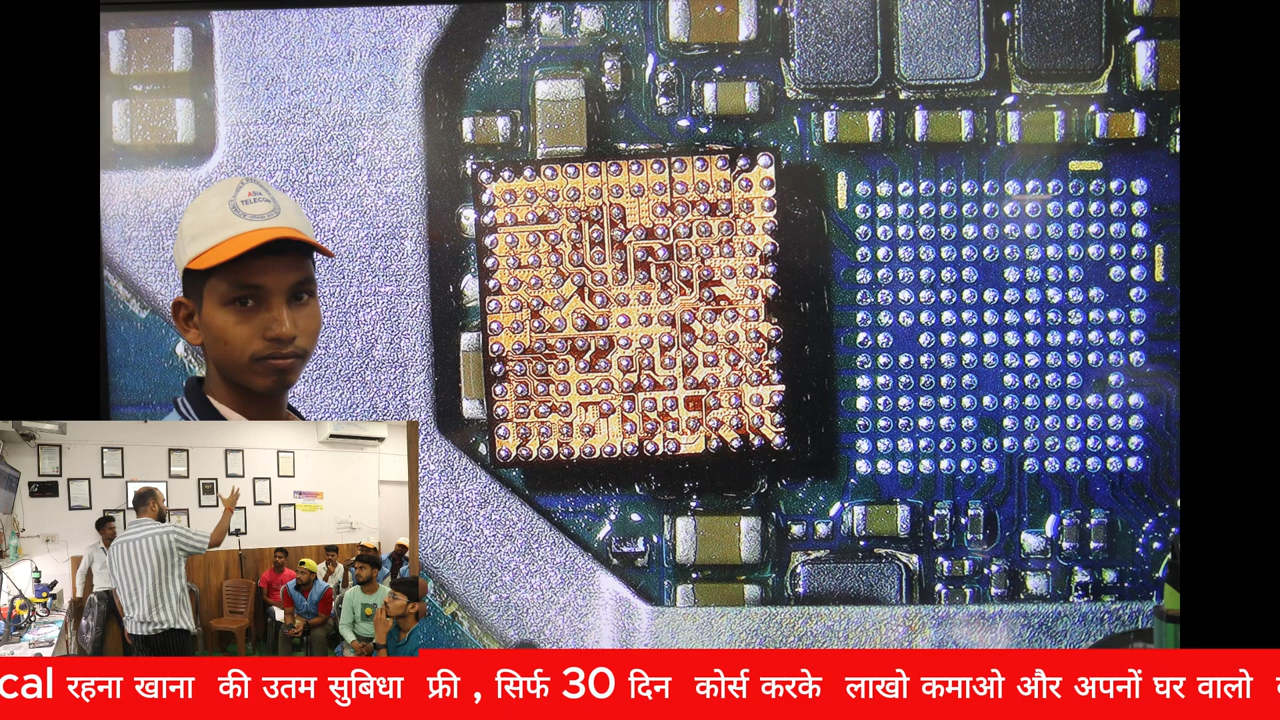 ASIA
TELECOM
cal रहना खाना की उतम सुबिधा फ्री , सिर्फ 30 दिन कोर्स करके लाखो कमाओ और अपनों घर वालो